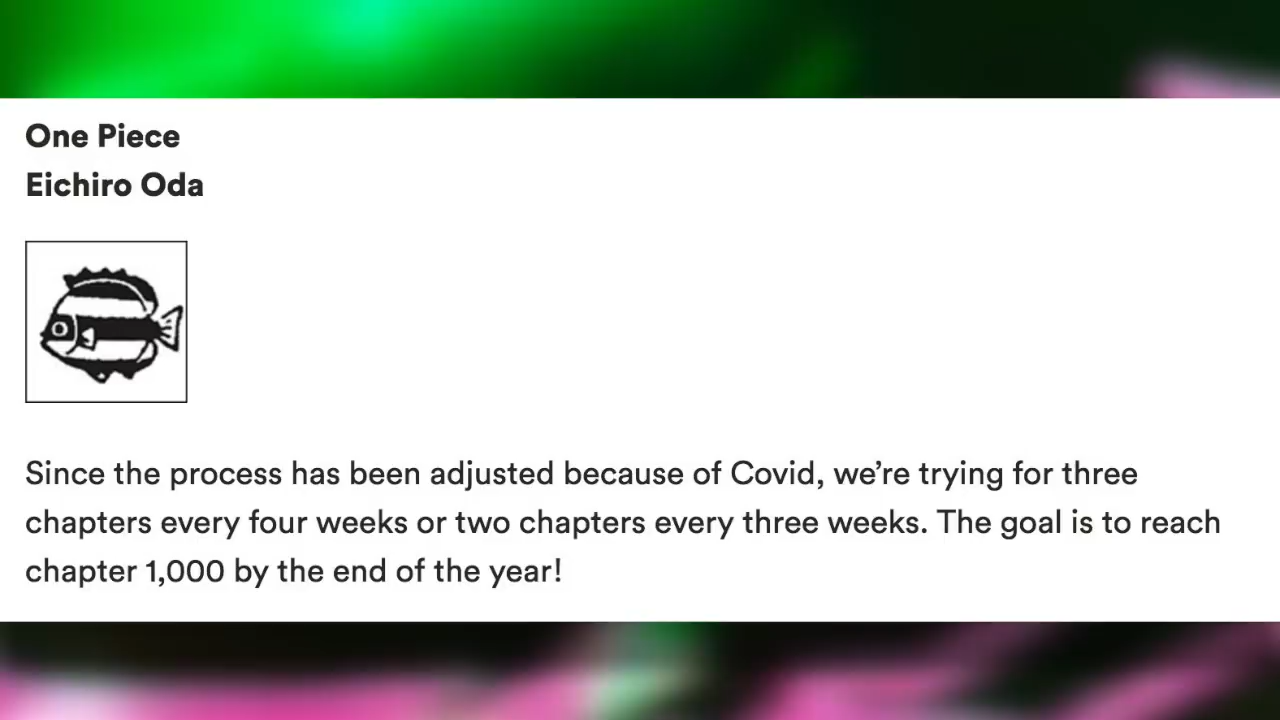 One Piece
Eichiro Oda
Since the process has been adjusted because of Covid, we’re trying for three
chapters every four weeks or two chapters every three weeks. The goal is to reach
chapter 1,000 by the end of the year!